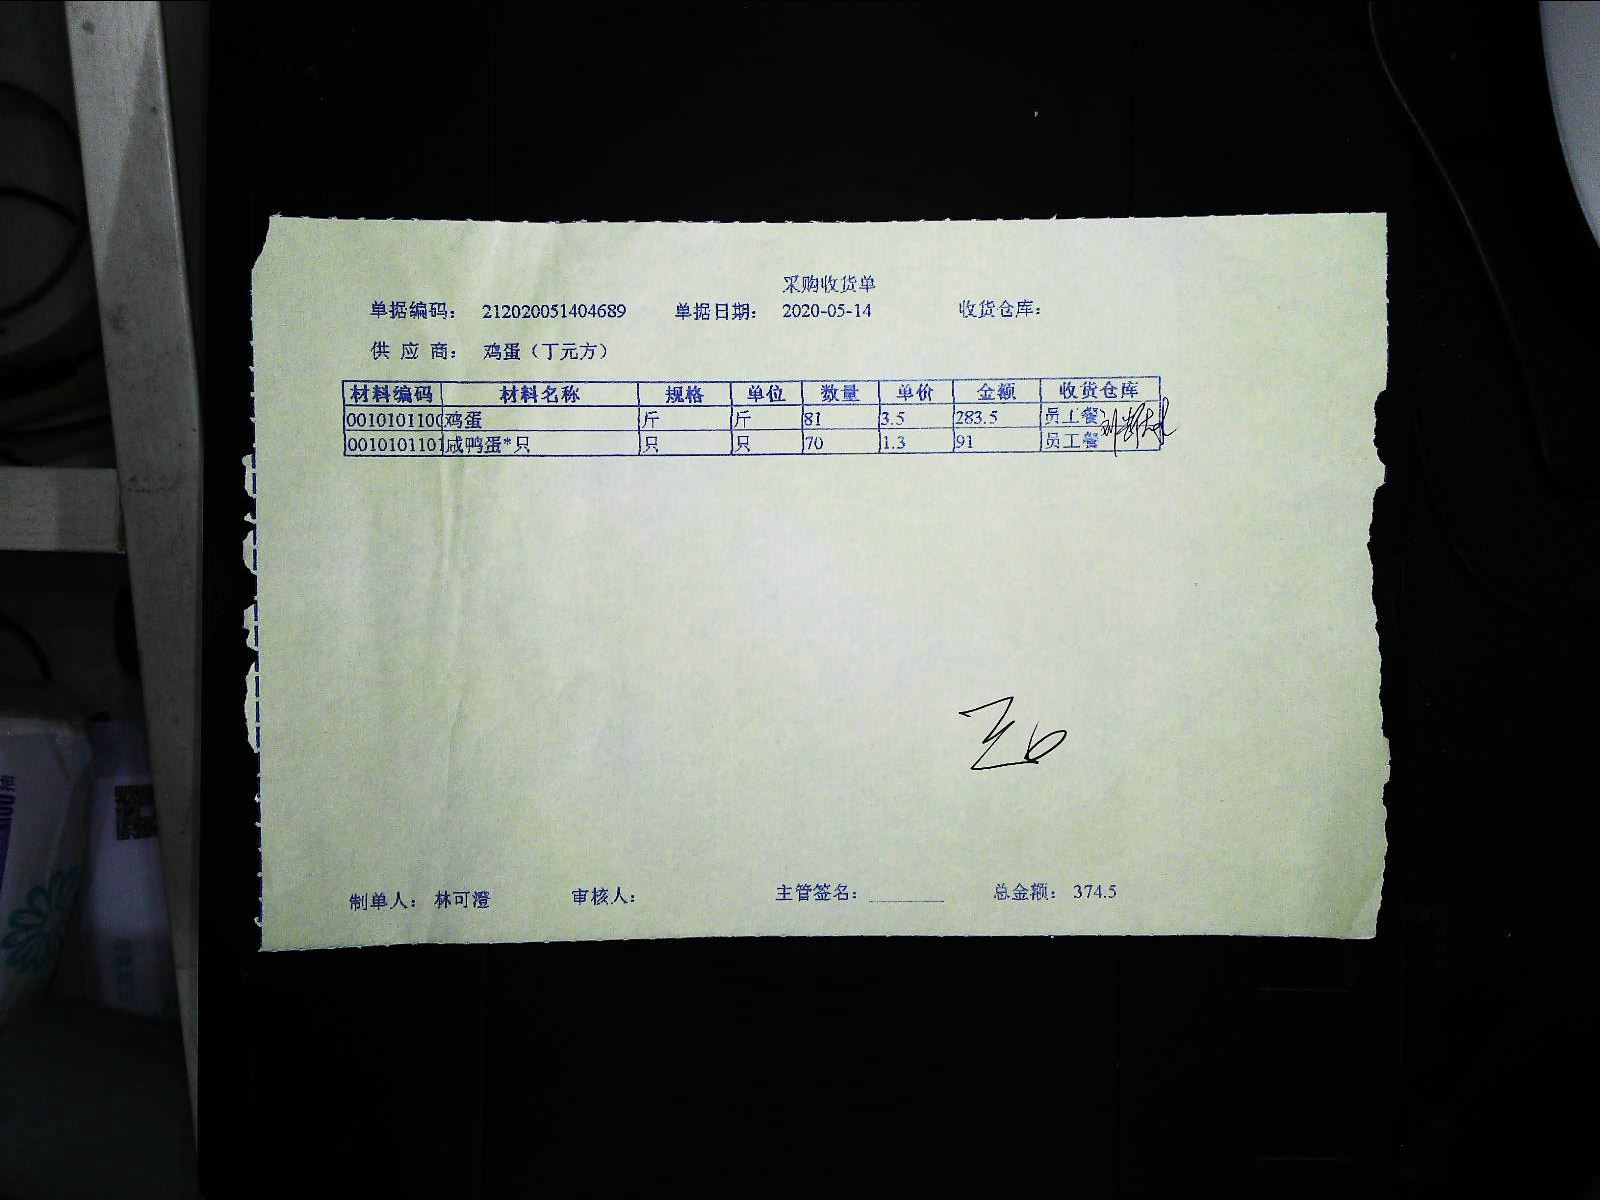 采购收货单
单据编码： 212020051404689 单据日期： 2020-05-14 收货仓库：
供 应 商： 鸡蛋（丁元方）
材料编码 材料名称 规格 单位 数量 单价 金额 收货仓库
0010101100 鸡蛋 斤 斤 81 3.5 283.5 员工餐
0010101101 咸鸭蛋*只 只 只 70 1.3 91 员工餐
制单人： 林可澄 审核人： 主管签名： 总金额： 374.5